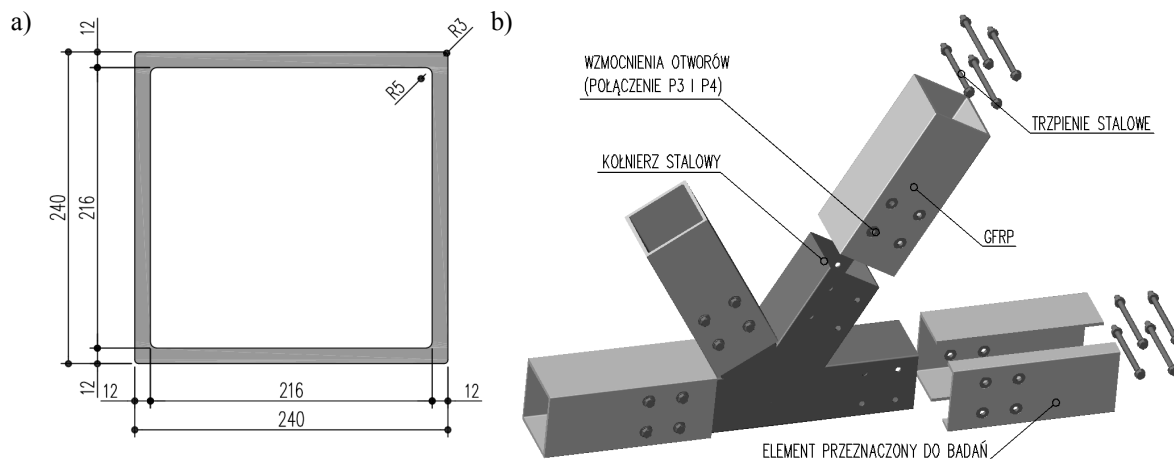 a)
12
R3
R5
240
216
12
12
216
12
240
b)
WZMOCNIENIA OTWORÓW
(POŁĄCZENIE P3 I P4)
KOŁNIERZ STALOWY
TRZPIENIE STALOWE
GFRP
ELEMENT PRZEZNACZONY DO BADAŃ